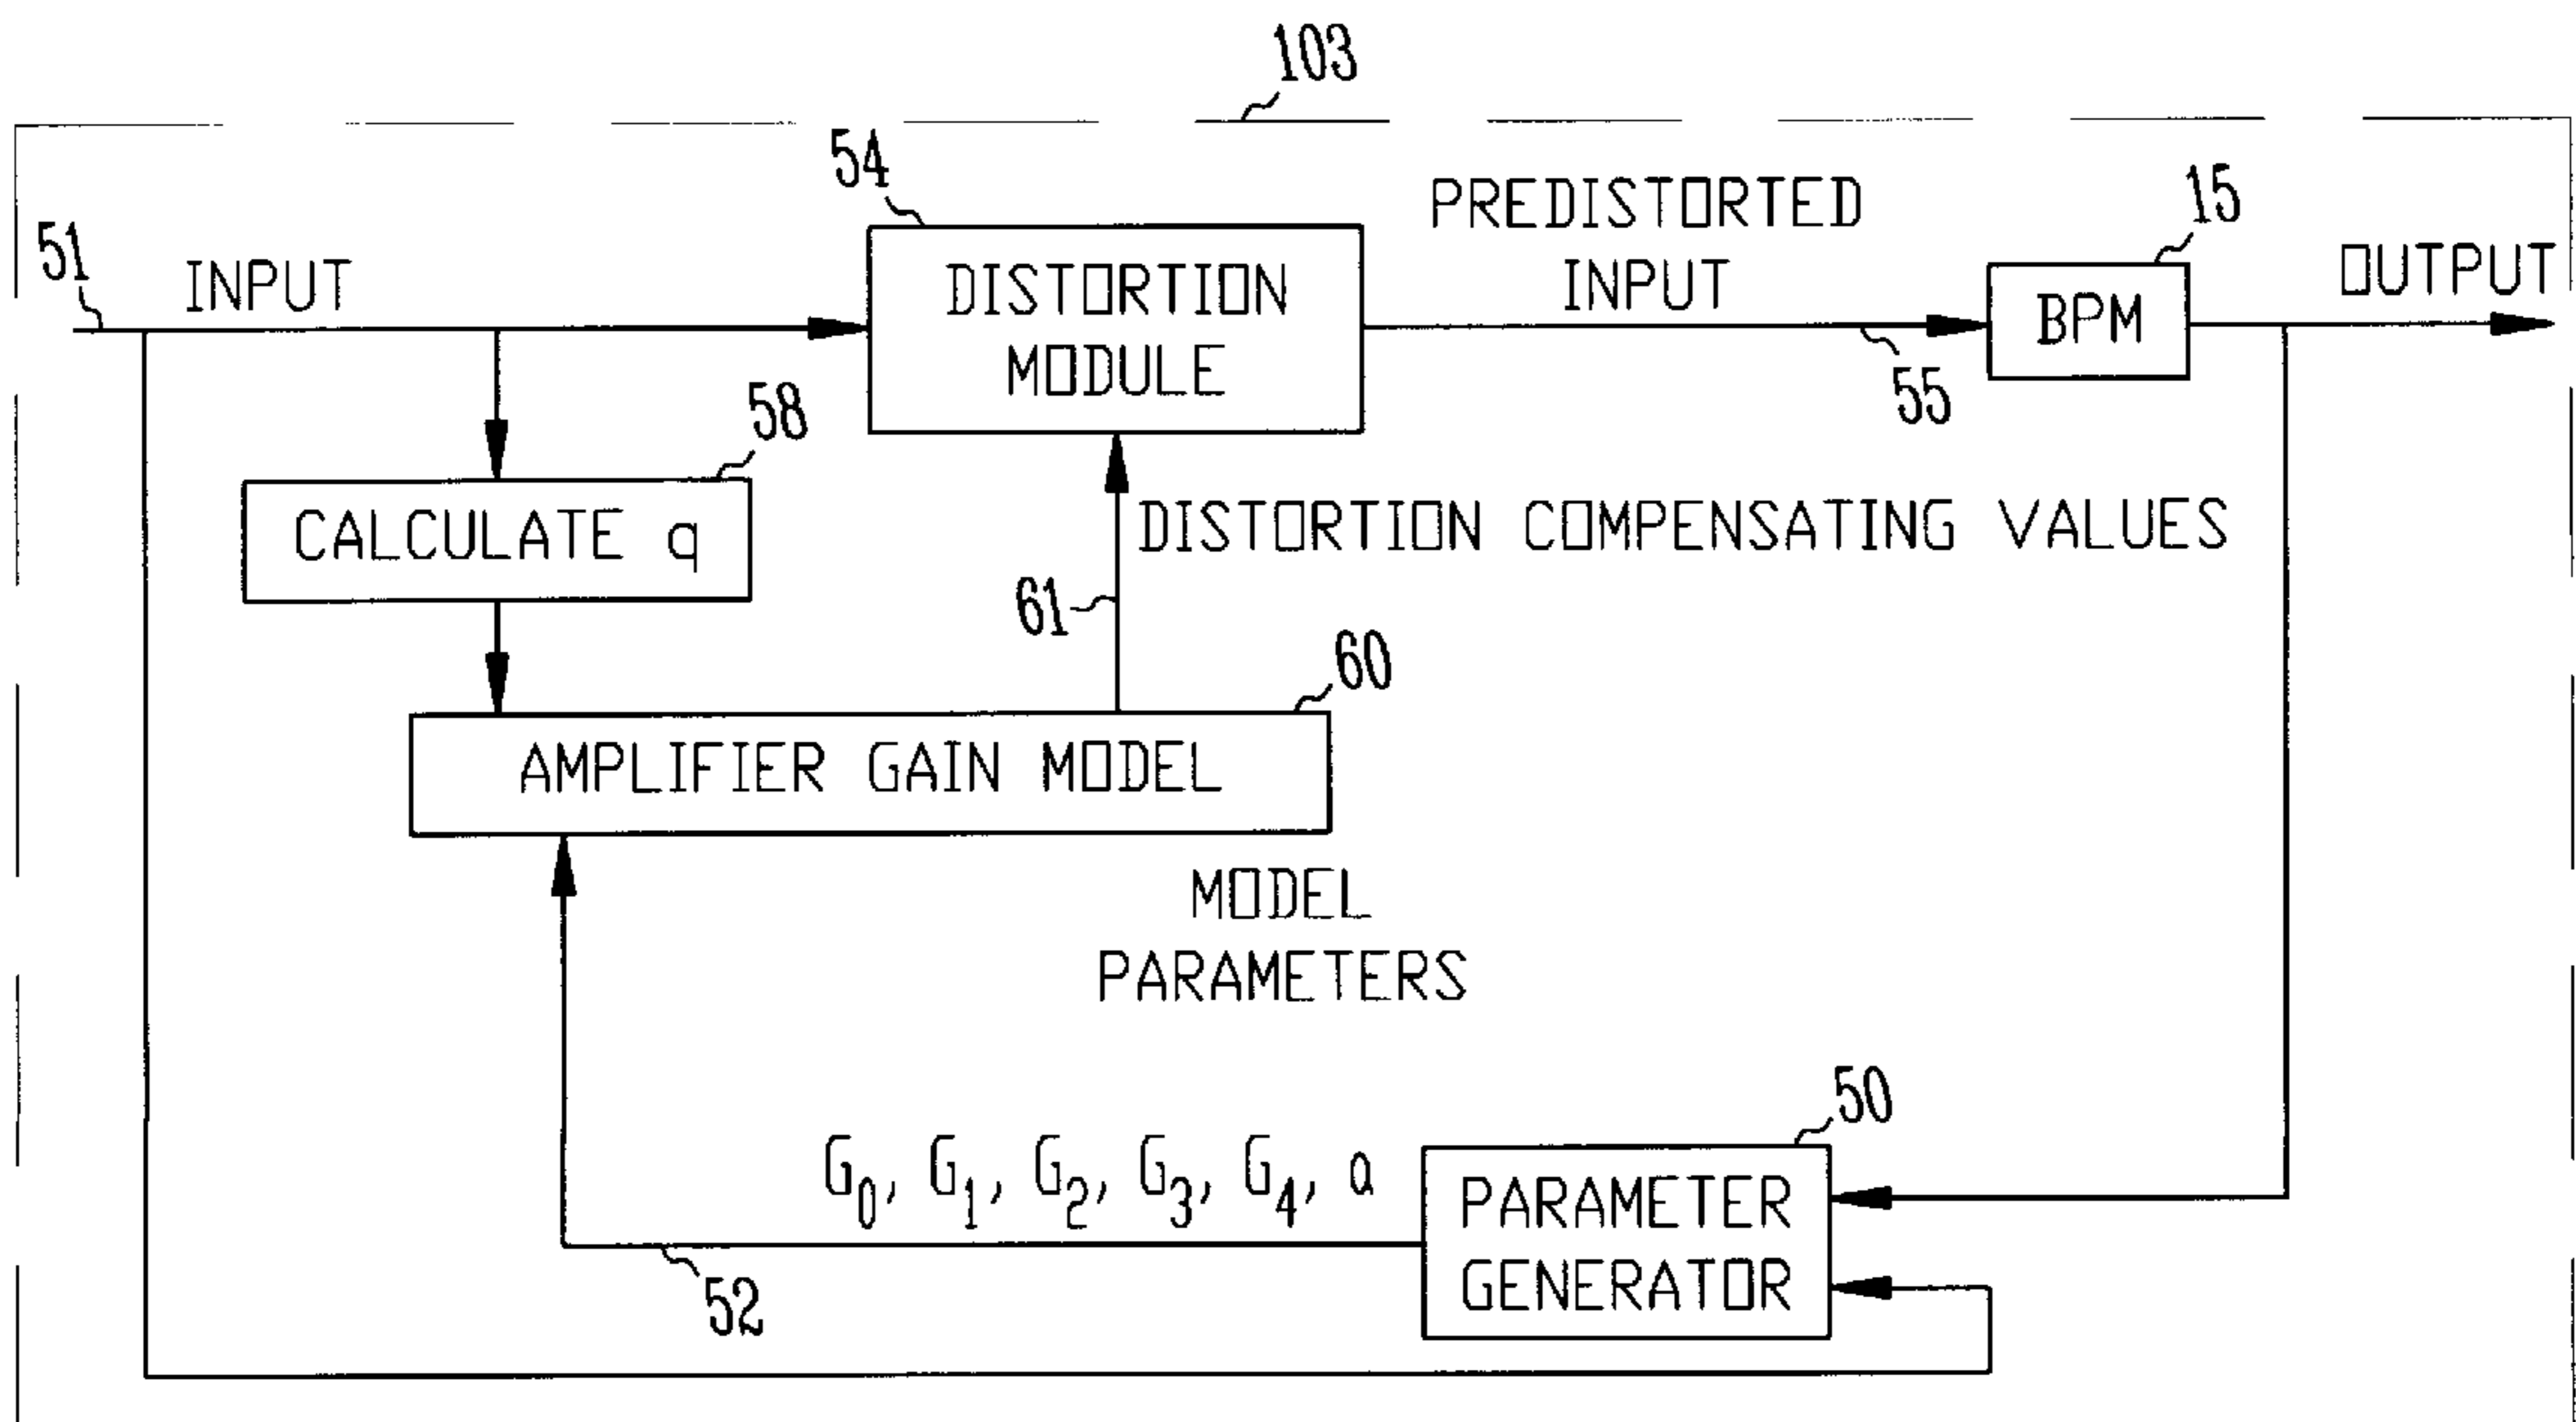 103
54
PREDISTORTED
INPUT
15
51
INPUT
DISTORTION
MODULE
BPM
OUTPUT
55
58
CALCULATE q
DISTORTION COMPENSATING VALUES
61
60
AMPLIFIER GAIN MODEL
MODEL
PARAMETERS
50
G₀, G₁, G₂, G₃, G₄, a
PARAMETER
GENERATOR
52